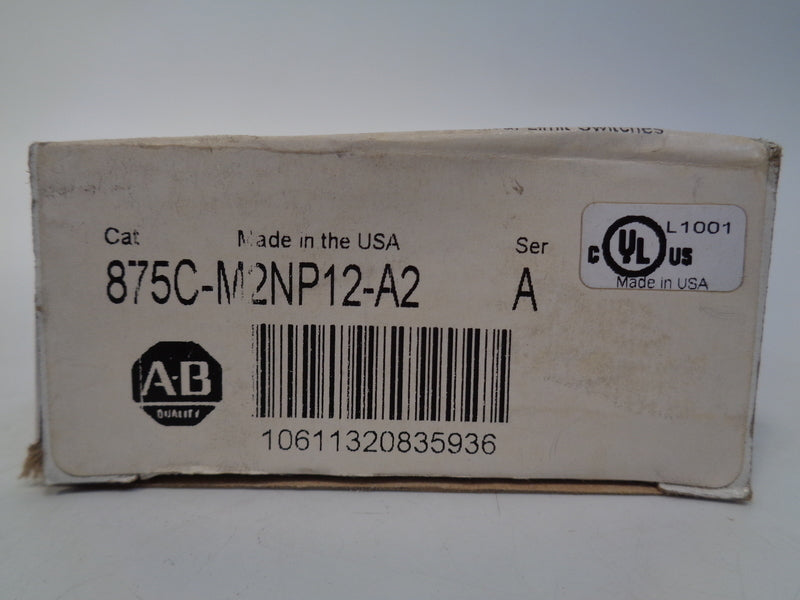 Limit Switches
Cat
Made in the USA
Ser
875C-M2NP12-A2
A
A-B
QUALITY
10611320835936
C UL US
L1001
Made in USA